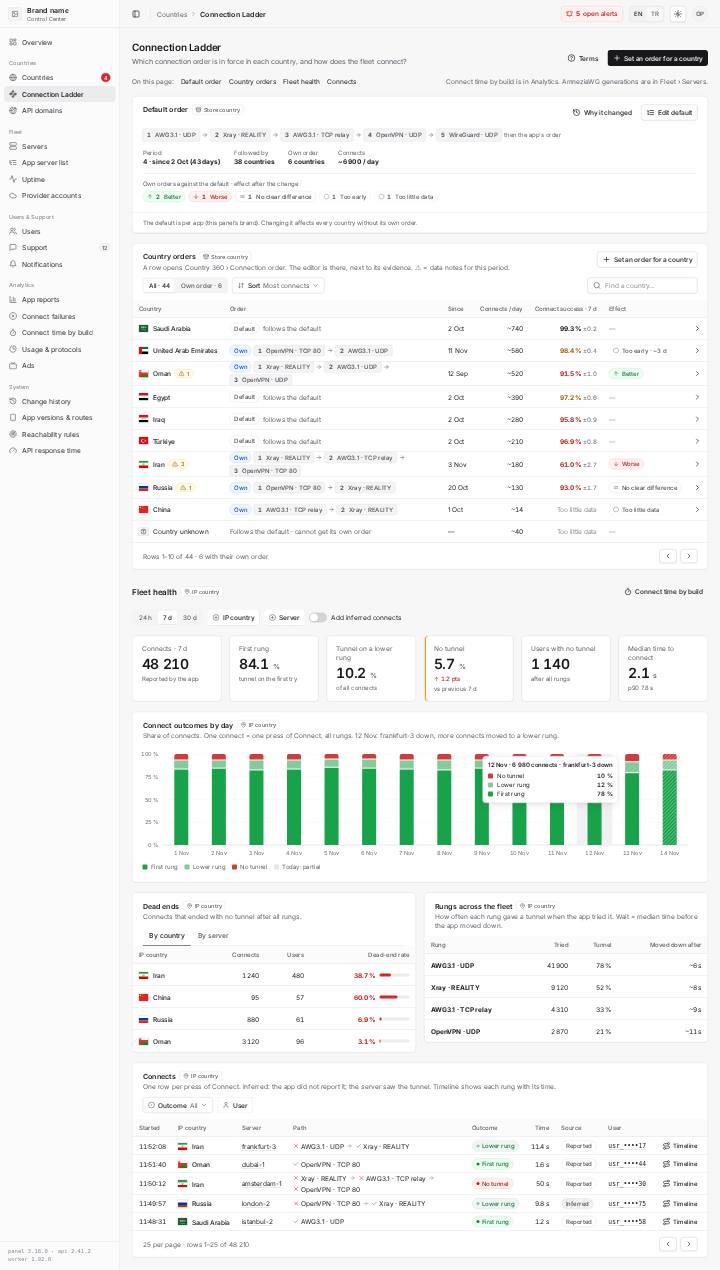 Brand name
Control Center
Overview
Countries
Countries 4
Connection Ladder
API domains
Fleet
Servers
App server list
Uptime
Provider accounts
Users & Support
Users
Support 12
Notifications
Analytics
App reports
Connect failures
Connect time by build
Usage & protocols
Ads
System
Change history
App versions & routes
Reachability rules
API response time
panel 3.18.0 · api 2.41.2
worker 1.92.0
Countries › Connection Ladder
5 open alerts EN TR OP
Connection Ladder
Which connection order is in force in each country, and how does the fleet connect?
Terms + Set an order for a country
On this page: Default order Country orders Fleet health Connects
Connect time by build is in Analytics. AmneziaWG generations are in Fleet › Servers.
Default order Store country
Why it changed Edit default
1 AWG3.1 · UDP → 2 Xray · REALITY → 3 AWG3.1 · TCP relay → 4 OpenVPN · UDP → 5 WireGuard · UDP then the app's order
Period Followed by Own order Connects
4 · since 2 Oct (43 days) 38 countries 6 countries ~6 900 / day
Own orders against the default · effect after the change
↑ 2 Better ↓ 1 Worse = 1 No clear difference 1 Too early 1 Too little data
The default is per app (this panel's brand). Changing it affects every country without its own order.
Country orders Store country
+ Set an order for a country
A row opens Country 360 › Connection order. The editor is there, next to its evidence. ⚠ = data notes for this period.
All · 44 Own order · 6 Sort Most connects
Find a country...
Country Order Since Connects /day Connect success · 7 d Effect
Saudi Arabia Default follows the default 2 Oct ~740 99.3 % ±0.2 —
United Arab Emirates Own 1 OpenVPN · TCP 80 → 2 AWG3.1 · UDP 11 Nov ~580 98.4 % ±0.4 Too early · ~3 d
Oman 1 Own 1 Xray · REALITY → 2 AWG3.1 · UDP →
3 OpenVPN · UDP 12 Sep ~520 91.5 % ±1.0 ↑ Better
Egypt Default follows the default 2 Oct ~390 97.2 % ±0.6 —
Iraq Default follows the default 2 Oct ~280 95.8 % ±0.9 —
Türkiye Default follows the default 2 Oct ~210 96.9 % ±0.8 —
Iran 3 Own 1 Xray · REALITY → 2 AWG3.1 · TCP relay →
3 OpenVPN · TCP 80 3 Nov ~180 61.0 % ±2.7 ↓ Worse
Russia 1 Own 1 OpenVPN · TCP 80 → 2 Xray · REALITY 20 Oct ~130 93.0 % ±1.7 = No clear difference
China Own 1 AWG3.1 · TCP relay → 2 Xray · REALITY 1 Oct ~14 Too little data Too little data
Country unknown Follows the default · cannot get its own order — ~40 Too little data —
Rows 1–10 of 44 · 6 with their own order
Fleet health IP country
Connect time by build
24 h 7 d 30 d IP country Server Add inferred connects
Connects · 7 d
48 210
Reported by the app
First rung
84.1 %
tunnel on the first try
Tunnel on a lower rung
10.2 %
of all connects
No tunnel
5.7 %
↑ 1.2 pts
vs previous 7 d
Users with no tunnel
1 140
after all rungs
Median time to connect
2.1 s
p90 7.8 s
Connect outcomes by day IP country
Share of connects. One connect = one press of Connect, all rungs. 12 Nov: frankfurt-3 down, more connects moved to a lower rung.
100 %
75 %
50 %
25 %
0 %
12 Nov · 6 980 connects · frankfurt-3 down
No tunnel 10 %
Lower rung 12 %
First rung 78 %
1 Nov 2 Nov 3 Nov 4 Nov 5 Nov 6 Nov 7 Nov 8 Nov 9 Nov 10 Nov 11 Nov 12 Nov 13 Nov 14 Nov
First rung Lower rung No tunnel Today: partial
Dead ends IP country
Connects that ended with no tunnel after all rungs.
By country By server
IP country Connects Users Dead-end rate
Iran 1 240 480 38.7 %
China 95 57 60.0 %
Russia 880 61 6.9 %
Oman 3 120 96 3.1 %
Rungs across the fleet IP country
How often each rung gave a tunnel when the app tried it. Wait = median time before
the app moved down.
Rung Tried Tunnel Moved down after
AWG3.1 · UDP 41 900 78 % ~6 s
Xray · REALITY 9 120 52 % ~8 s
AWG3.1 · TCP relay 4 310 33 % ~9 s
OpenVPN · UDP 2 870 21 % ~11 s
Connects IP country
One row per press of Connect. Inferred: the app did not report it; the server saw the tunnel. Timeline shows each rung with its time.
Outcome All User
Started IP country Server Path Outcome Time Source User
11:52:08 Iran frankfurt-3 × AWG3.1 · UDP → ✓ Xray · REALITY Lower rung 11.4 s Reported usr_••••17 Timeline
11:51:40 Oman dubai-1 ✓ OpenVPN · TCP 80 First rung 1.6 s Reported usr_••••44 Timeline
11:50:12 Iran amsterdam-1 × Xray · REALITY → × AWG3.1 · TCP relay →
× OpenVPN · TCP 80 No tunnel 50 s Reported usr_••••30 Timeline
11:49:57 Russia london-2 × OpenVPN · TCP 80 → ✓ Xray · REALITY Lower rung 9.8 s Inferred usr_••••75 Timeline
11:48:31 Saudi Arabia istanbul-2 ✓ AWG3.1 · UDP First rung 1.2 s Reported usr_••••58 Timeline
25 per page · rows 1–25 of 48 210